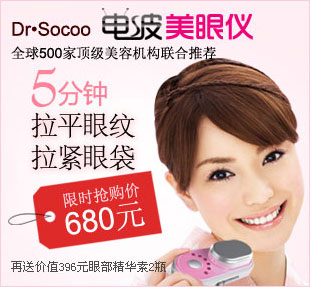 Dr•Socoo 电波美眼仪
全球500家顶级美容机构联合推荐
5分钟
拉平眼纹
拉紧眼袋
限时抢购价
680元
再送价值396元眼部精华素2瓶